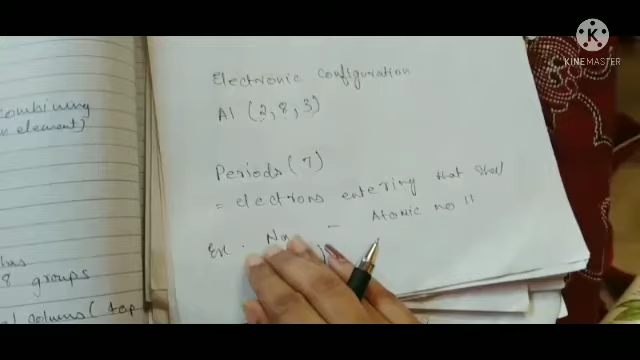 KINEMASTER
combining
n element)
Electronic Configuration
Al (2,8,3)
Periods (7)
= electrons entering that Shell
Ex. Na - Atomic no 11
8 groups
columns ( top